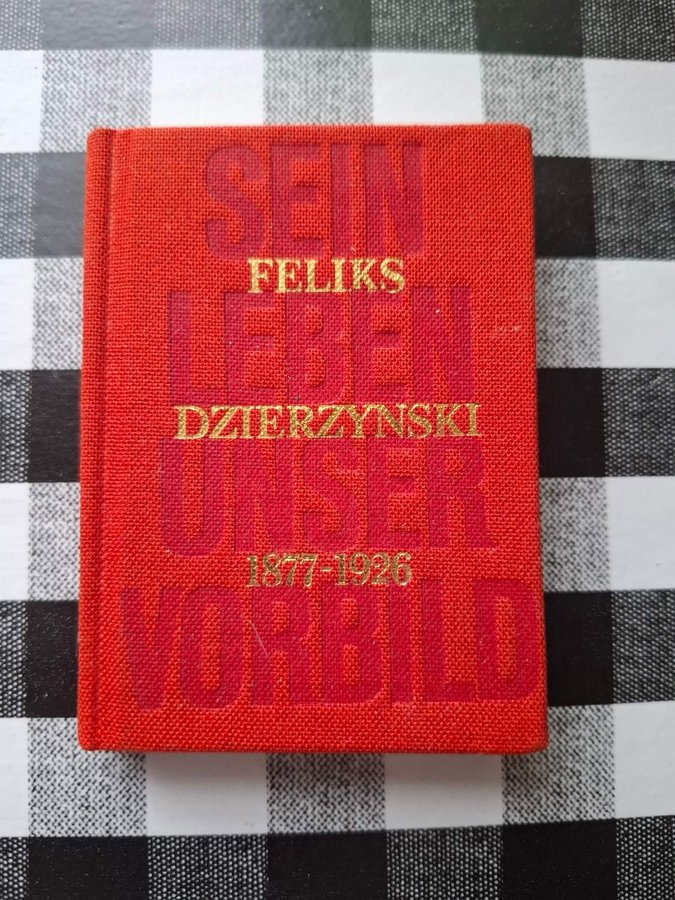 SEIN
FELIKS
LEBEN
DZIERZYNSKI
UNSER
1877-1926
VORBILD